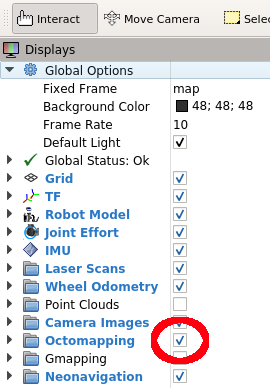 Interact Move Camera Selec
Displays
Global Options
Fixed Frame map
Background Color 48; 48; 48
Frame Rate 10
Default Light
Global Status: Ok
Grid
TF
Robot Model
Joint Effort
IMU
Laser Scans
Wheel Odometry
Point Clouds
Camera Images
Octomapping
Gmapping
Neonavigation